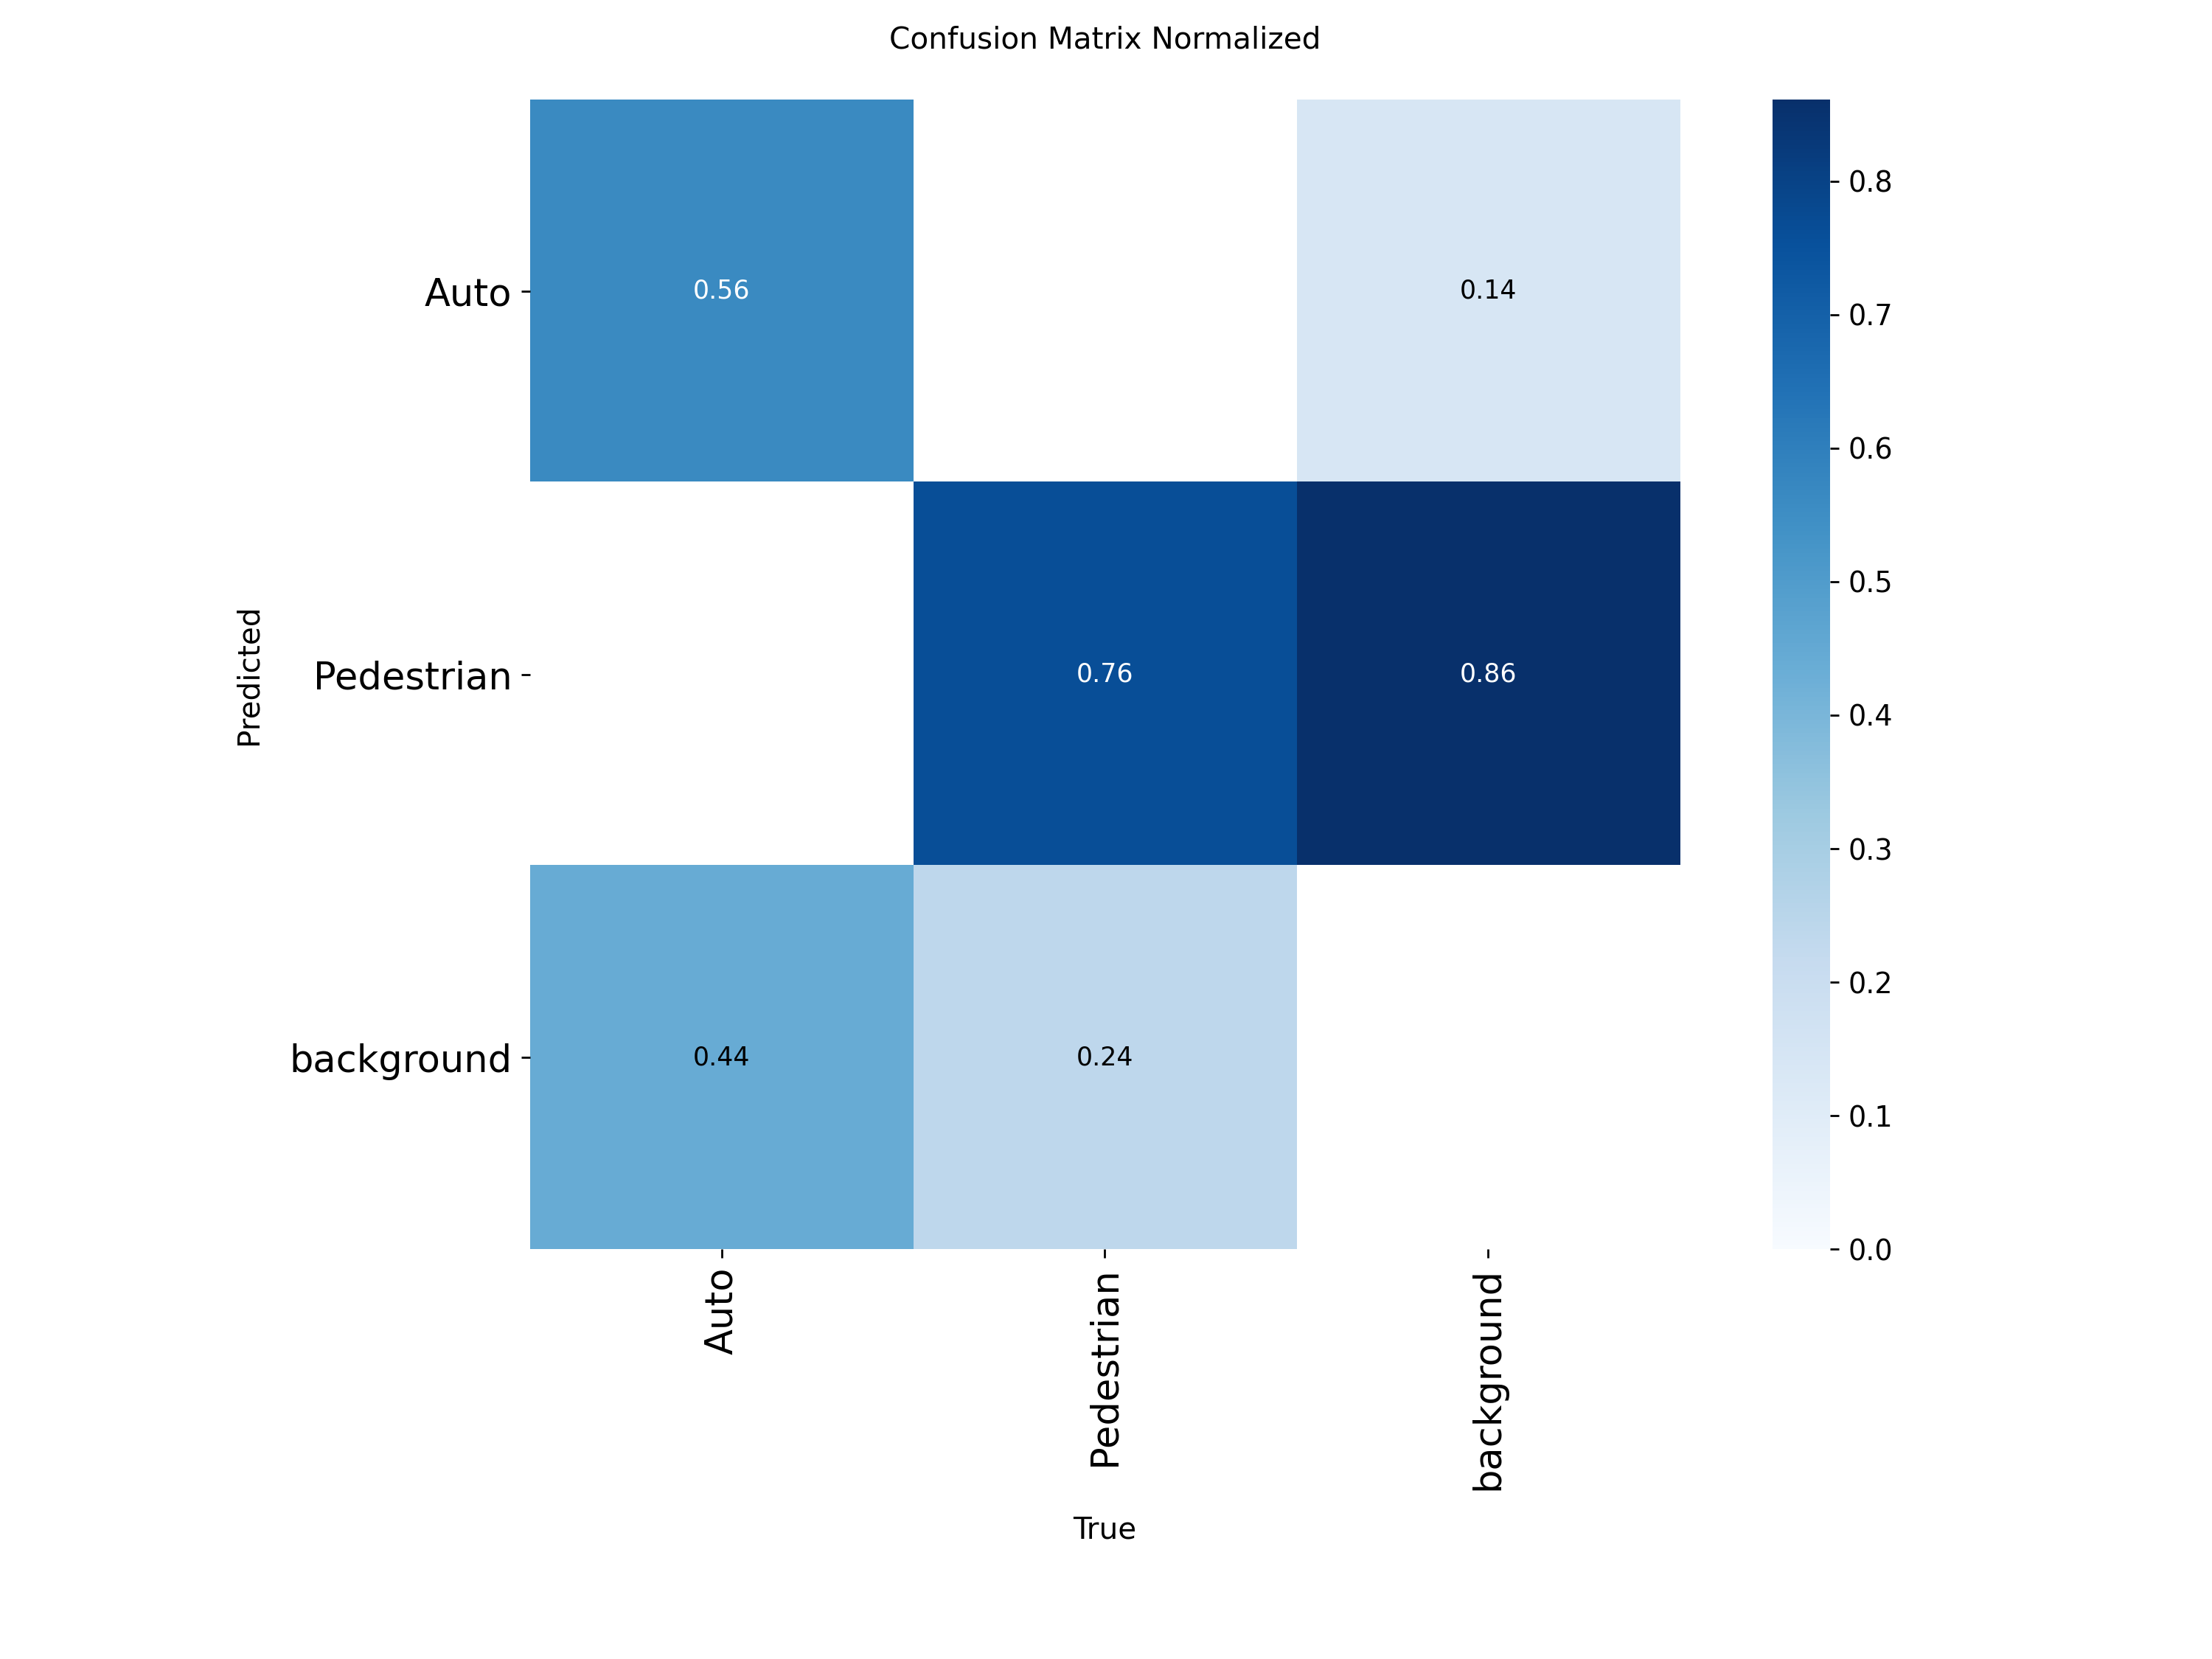 Confusion Matrix Normalized
Predicted
Auto
0.56
0.14
Pedestrian
0.76
0.86
background
0.44
0.24
Auto
Pedestrian
background
True
0.8
0.7
0.6
0.5
0.4
0.3
0.2
0.1
0.0